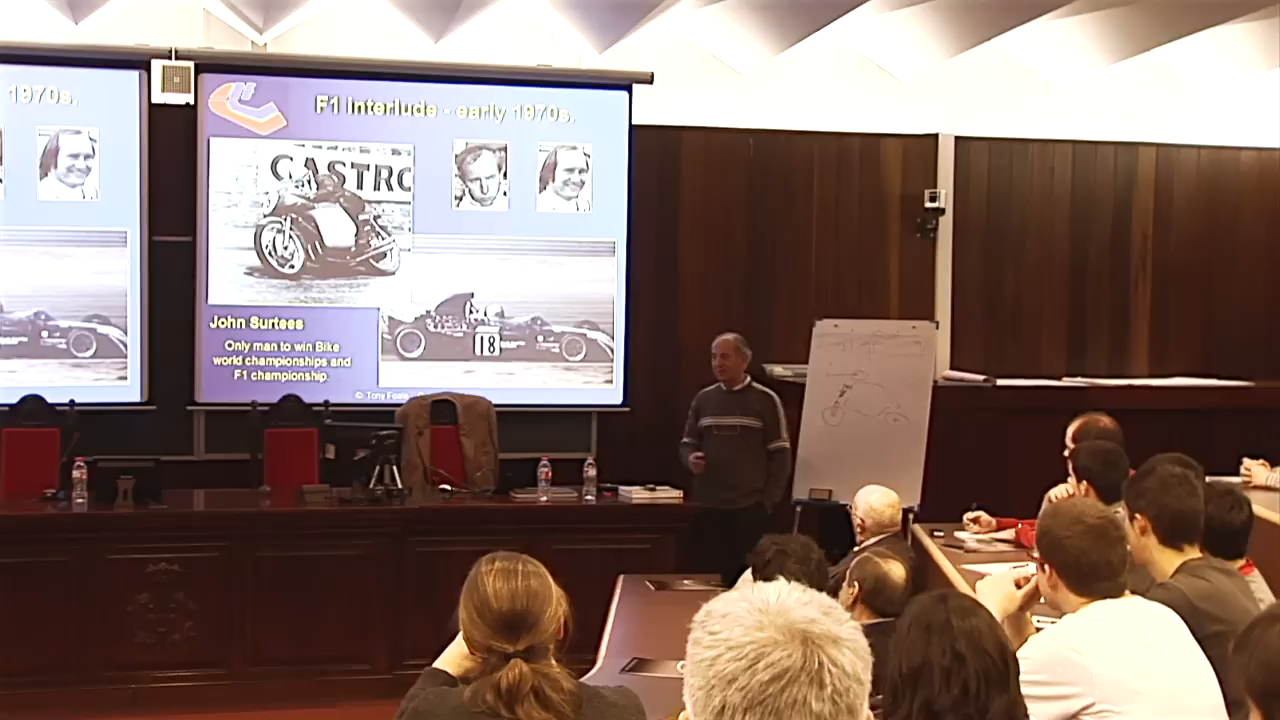 1970s.
F1 Interlude - early 1970s.
CASTRO
18
John Surtees
Only man to win Bike
world championships and
F1 championship.
© Tony